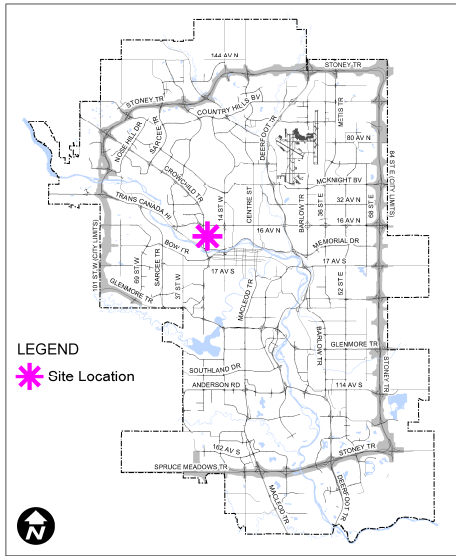 144 AV N
STONEY TR
STONEY TR
COUNTRY HILLS BV
METIS TR
NOSE HILL DR
SARCEE TR
DEERFOOT TR
80 AV N
84 ST E (CITY LIMITS)
CROWCHILD TR
MCKNIGHT BV
TRANS CANADA HI
14 ST W
CENTRE ST
BARLOW TR
36 ST E
32 AV N
68 ST E
16 AV N
16 AV N
MEMORIAL DR
BOW TR
101 ST W (CITY LIMITS)
69 ST W
SARCEE TR
37 ST W
17 AV S
17 AV S
MACLEOD TR
52 ST E
GLENMORE TR
BARLOW TR
GLENMORE TR
LEGEND
Site Location
SOUTHLAND DR
ANDERSON RD
114 AV S
STONEY TR
162 AV S
STONEY TR
SPRUCE MEADOWS TR
MACLEOD TR
DEERFOOT TR
N